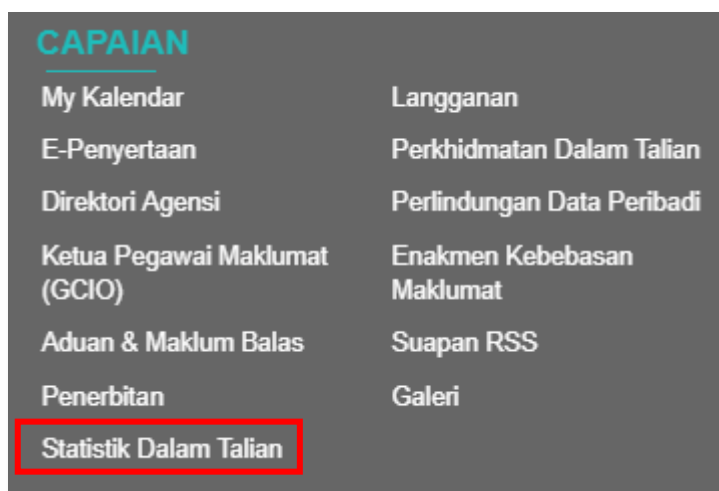 CAPAIAN
My Kalendar
E-Penyertaan
Direktori Agensi
Ketua Pegawai Maklumat
(GCIO)
Aduan & Maklum Balas
Penerbitan
Statistik Dalam Talian
Langganan
Perkhidmatan Dalam Talian
Perlindungan Data Peribadi
Enakmen Kebebasan
Maklumat
Suapan RSS
Galeri